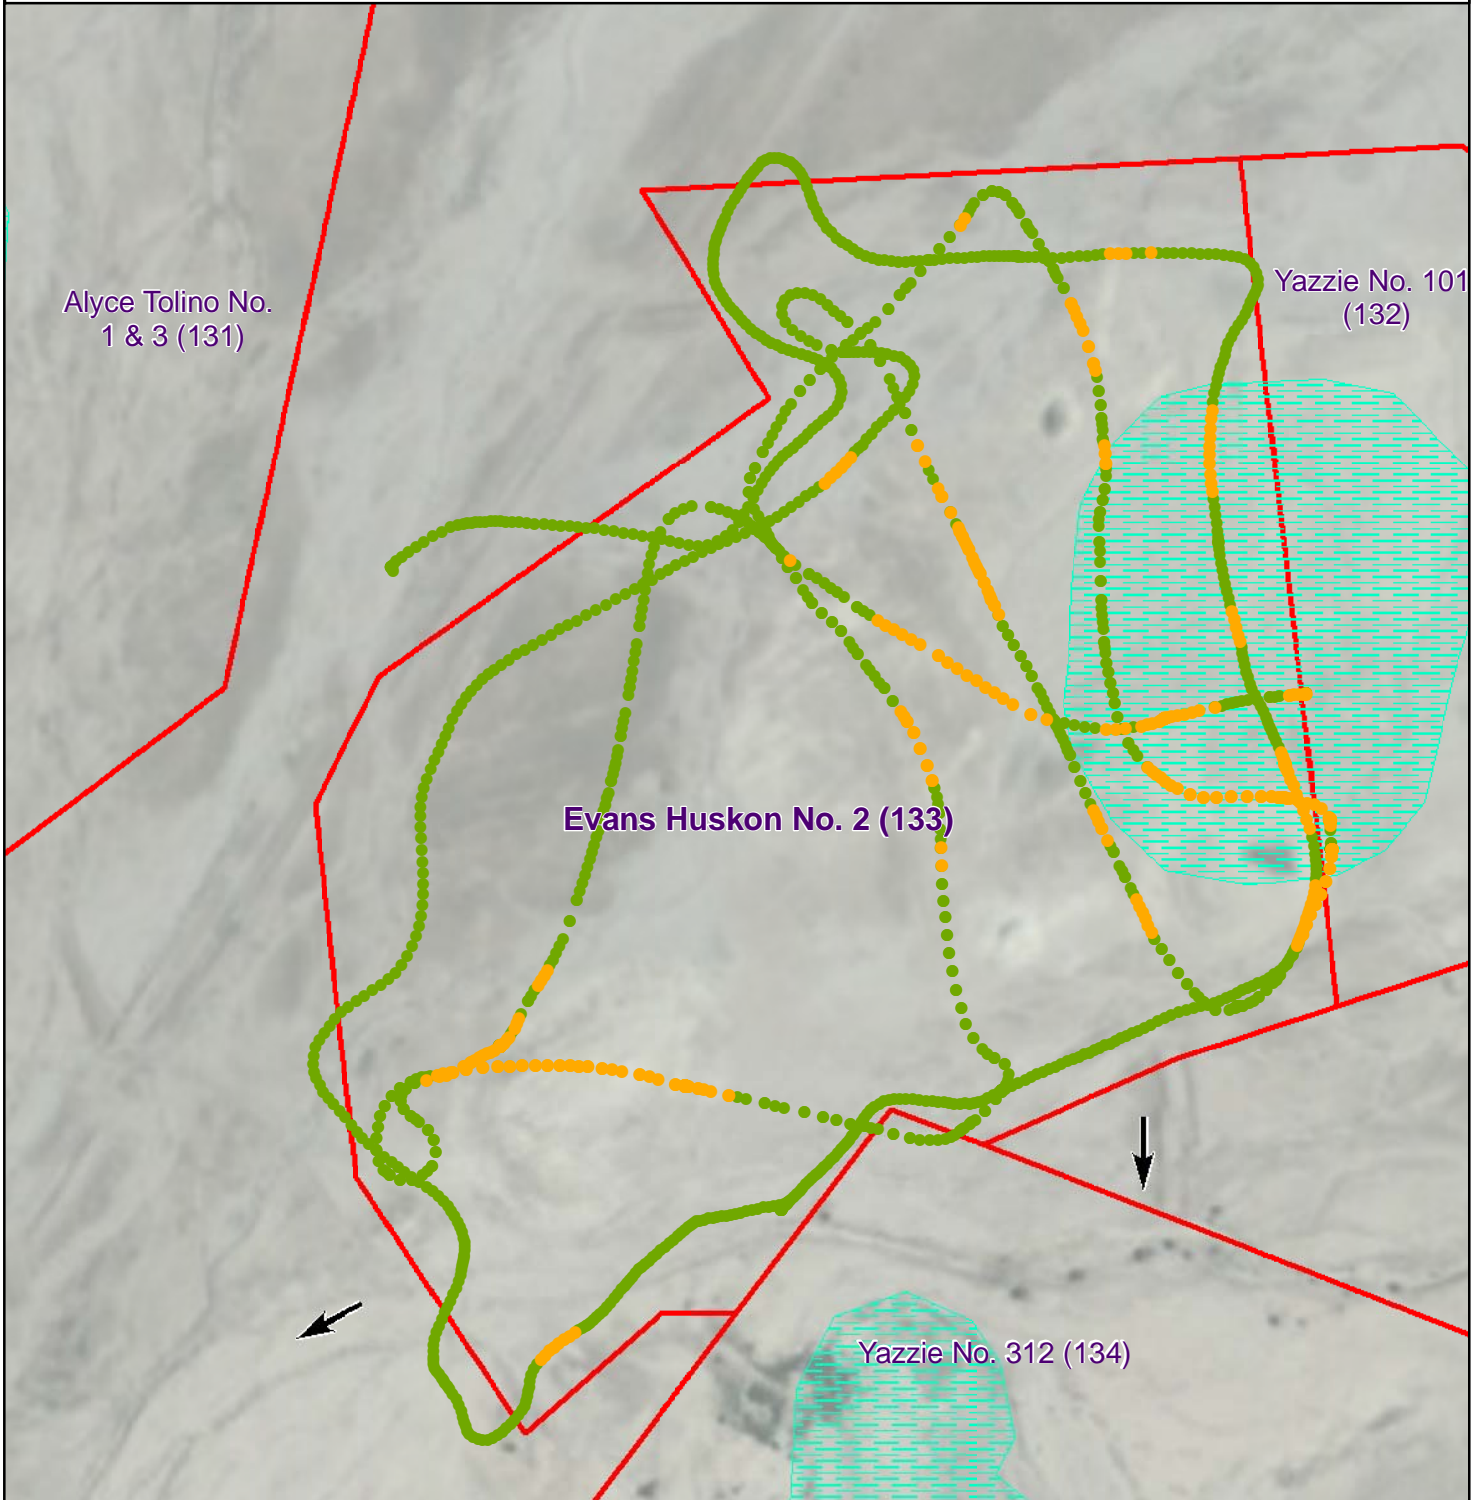 Alyce Tolino No.
1 & 3 (131)
Yazzie No. 101
(132)
Evans Huskon No. 2 (133)
Yazzie No. 312 (134)